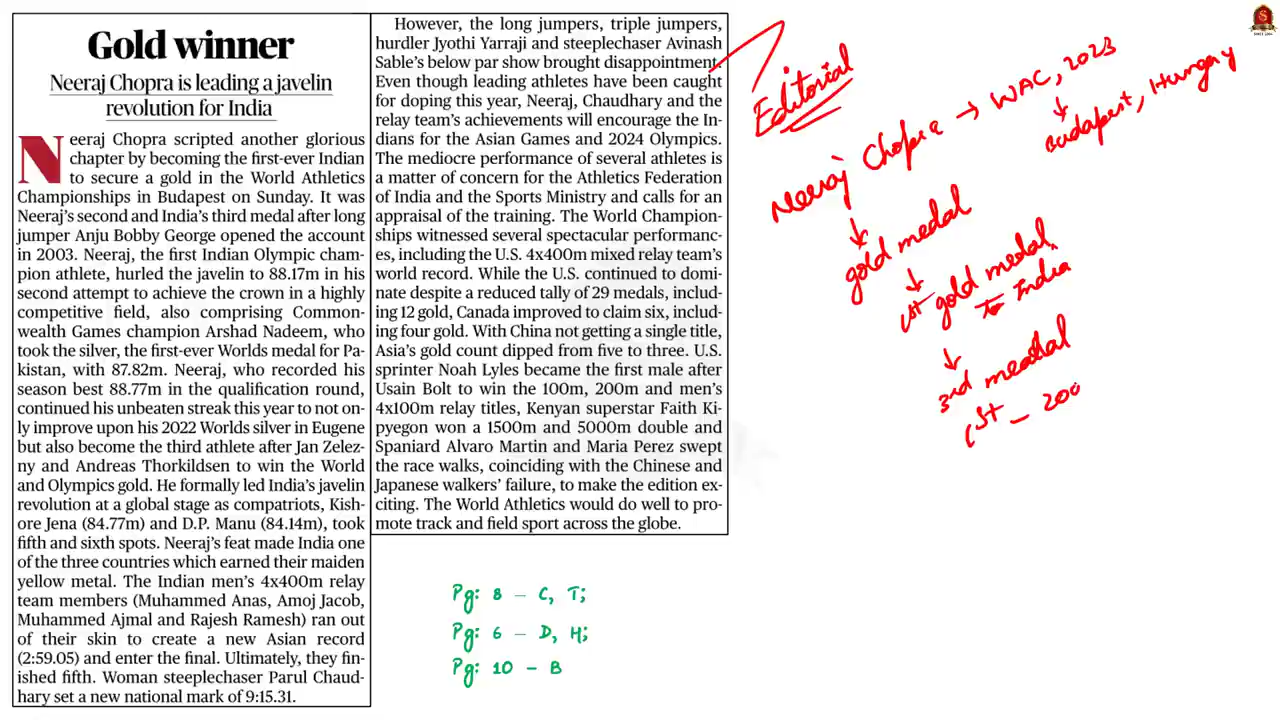 Gold winner
Neeraj Chopra is leading a javelin
revolution for India
Neeraj Chopra scripted another glorious
chapter by becoming the first-ever Indian
to secure a gold in the World Athletics
Championships in Budapest on Sunday. It was
Neeraj's second and India's third medal after long
jumper Anju Bobby George opened the account
in 2003. Neeraj, the first Indian Olympic cham-
pion athlete, hurled the javelin to 88.17m in his
second attempt to achieve the crown in a highly
competitive field, also comprising Common-
wealth Games champion Arshad Nadeem, who
took the silver, the first-ever Worlds medal for Pa-
kistan, with 87.82m. Neeraj, who recorded his
season best 88.77m in the qualification round,
continued his unbeaten streak this year to not on-
ly improve upon his 2022 Worlds silver in Eugene
but also become the third athlete after Jan Zelez-
ny and Andreas Thorkildsen to win the World
and Olympics gold. He formally led India's javelin
revolution at a global stage as compatriots, Kish-
ore Jena (84.77m) and D.P. Manu (84.14m), took
fifth and sixth spots. Neeraj's feat made India one
of the three countries which earned their maiden
yellow metal. The Indian men's 4x400m relay
team members (Muhammed Anas, Amoj Jacob,
Muhammed Ajmal and Rajesh Ramesh) ran out
of their skin to create a new Asian record
(2:59.05) and enter the final. Ultimately, they fin-
ished fifth. Woman steeplechaser Parul Chaud-
hary set a new national mark of 9:15.31.
However, the long jumpers, triple jumpers,
hurdler Jyothi Yarraji and steeplechaser Avinash
Sable's below par show brought disappointment.
Even though leading athletes have been caught
for doping this year, Neeraj, Chaudhary and the
relay team's achievements will encourage the In-
dians for the Asian Games and 2024 Olympics.
The mediocre performance of several athletes is
a matter of concern for the Athletics Federation
of India and the Sports Ministry and calls for an
appraisal of the training. The World Champion-
ships witnessed several spectacular performanc-
es, including the U.S. 4x400m mixed relay team's
world record. While the U.S. continued to domi-
nate despite a reduced tally of 29 medals, includ-
ing 12 gold, Canada improved to claim six, includ-
ing four gold. With China not getting a single title,
Asia's gold count dipped from five to three. U.S.
sprinter Noah Lyles became the first male after
Usain Bolt to win the 100m, 200m and men's
4x100m relay titles, Kenyan superstar Faith Ki-
pyegon won a 1500m and 5000m double and
Spaniard Alvaro Martin and Maria Perez swept
the race walks, coinciding with the Chinese and
Japanese walkers' failure, to make the edition ex-
citing. The World Athletics would do well to pro-
mote track and field sport across the globe.
Editorial
Neeraj Chopra → WAC, 2023
Budapest, Hungary
gold medal
1st gold medal
to India
3rd medal
1st – 200
Pg: 8 – C, T;
Pg: 6 – D, H;
Pg: 10 – B